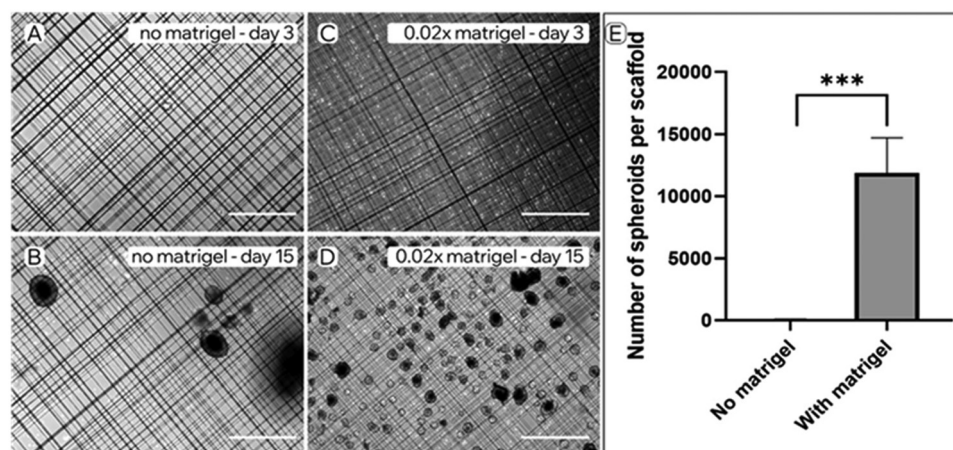 A
no matrigel - day 3
C
0.02x matrigel - day 3
B
no matrigel - day 15
D
0.02x matrigel - day 15
E
Number of spheroids per scaffold
20000
15000
10000
5000
0
***
No matrigel
With matrigel